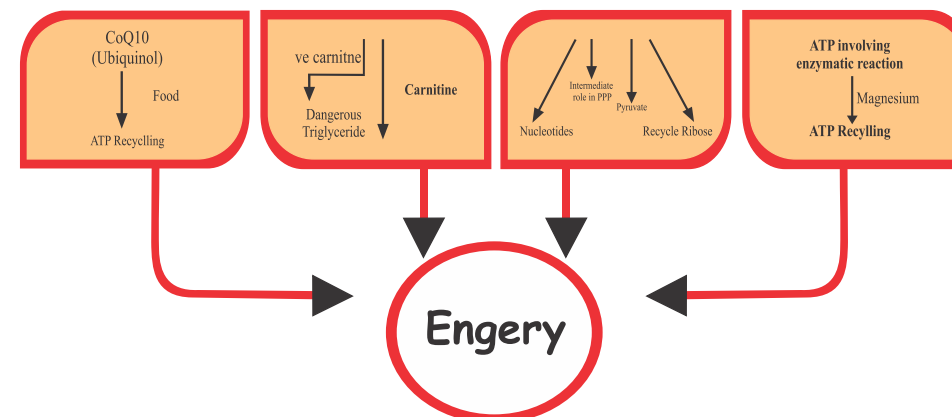 CoQ10
(Ubiquinol)
Food
ATP Recyclling
ve carnitne
Carnitine
Dangerous
Triglyceride
Intermediate
role in PPP
Pyruvate
Nucleotides
Recycle Ribose
ATP involving
enzymatic reaction
Magnesium
ATP Recylling
Engery